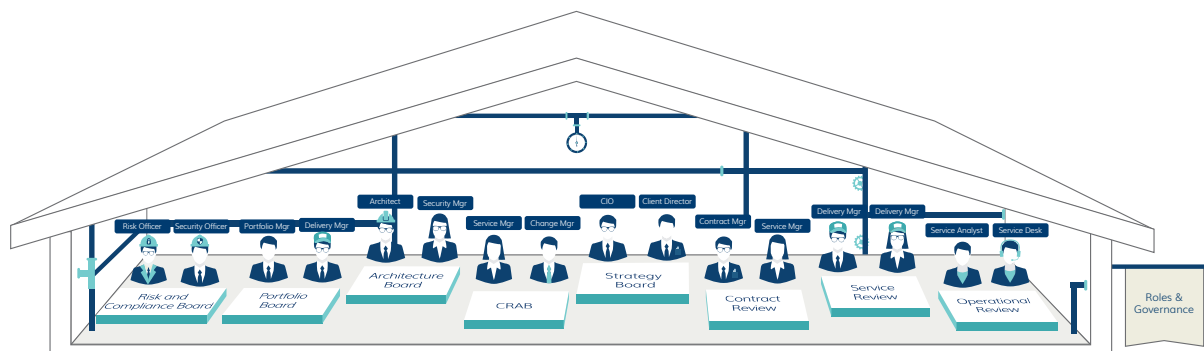 Risk Officer
Security Officer
Portfolio Mgr
Delivery Mgr
Architect
Security Mgr
Service Mgr
Change Mgr
CIO
Client Director
Contract Mgr
Service Mgr
Delivery Mgr
Delivery Mgr
Service Analyst
Service Desk
Risk and
Compliance Board
Portfolio
Board
Architecture
Board
CRAB
Strategy
Board
Contract
Review
Service
Review
Operational
Review
Roles &
Governance